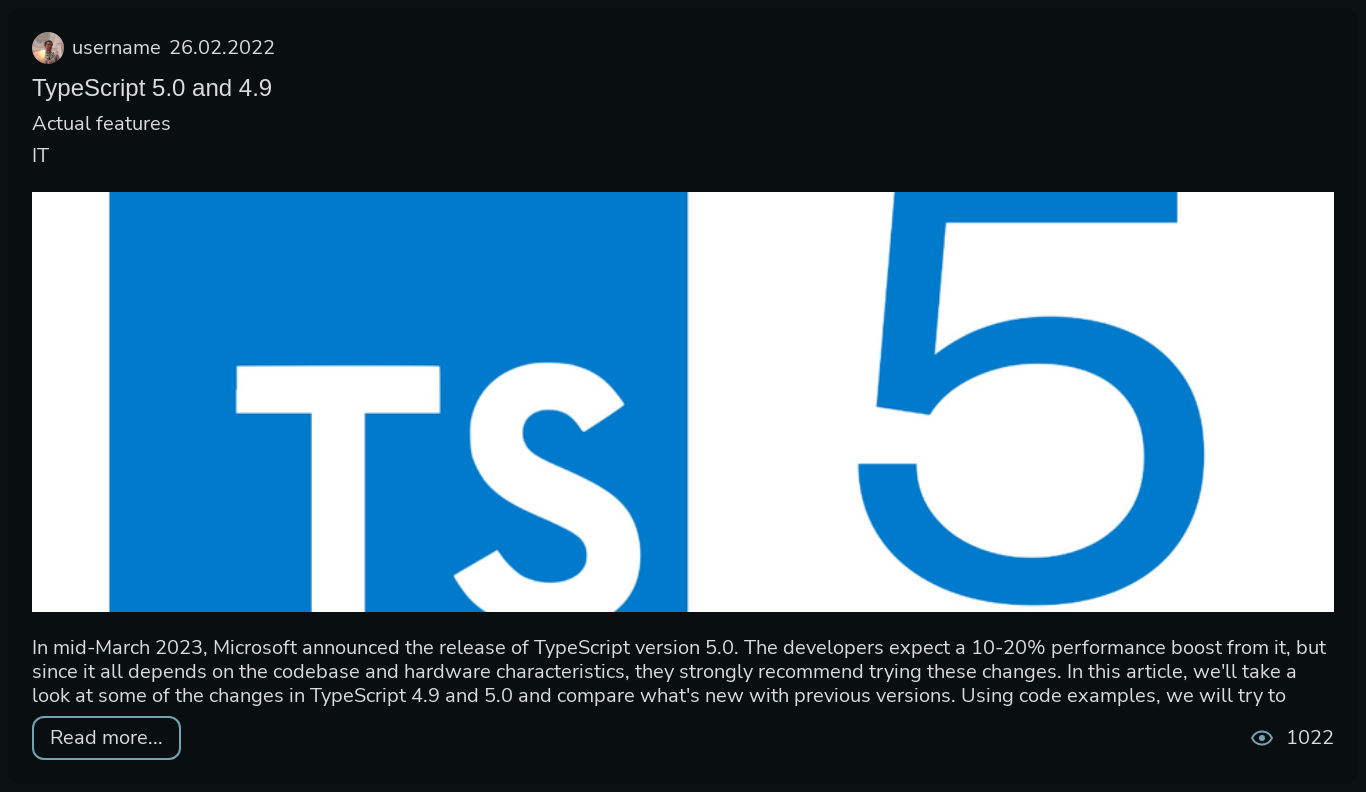 username 26.02.2022
TypeScript 5.0 and 4.9
Actual features
IT
TS 5
In mid-March 2023, Microsoft announced the release of TypeScript version 5.0. The developers expect a 10-20% performance boost from it, but
since it all depends on the codebase and hardware characteristics, they strongly recommend trying these changes. In this article, we'll take a
look at some of the changes in TypeScript 4.9 and 5.0 and compare what's new with previous versions. Using code examples, we will try to
Read more... 1022